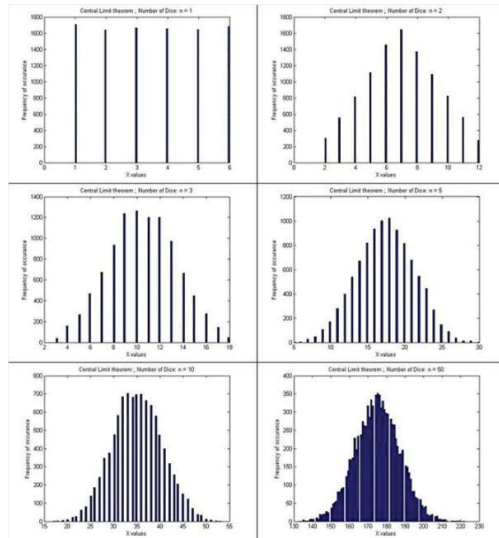 Central Limit theorem ; Number of Dice: n = 1
Frequency of occurance
1800
1600
1400
1200
1000
800
600
400
200
0
0 1 2 3 4 5 6
X values
Central Limit theorem ; Number of Dice: n = 2
Frequency of occurance
1800
1600
1400
1200
1000
800
600
400
200
0
0 2 4 6 8 10 12
X values
Central Limit theorem ; Number of Dice: n = 3
Frequency of occurance
1400
1200
1000
800
600
400
200
0
2 4 6 8 10 12 14 16 18
X values
Central Limit theorem ; Number of Dice: n = 5
Frequency of occurance
1200
1000
800
600
400
200
0
5 10 15 20 25 30
X values
Central Limit theorem ; Number of Dice: n = 10
Frequency of occurance
800
700
600
500
400
300
200
100
0
15 20 25 30 35 40 45 50 55
X values
Central Limit theorem ; Number of Dice: n = 50
Frequency of occurance
400
350
300
250
200
150
100
50
0
130 140 150 160 170 180 190 200 210 220 230
X values